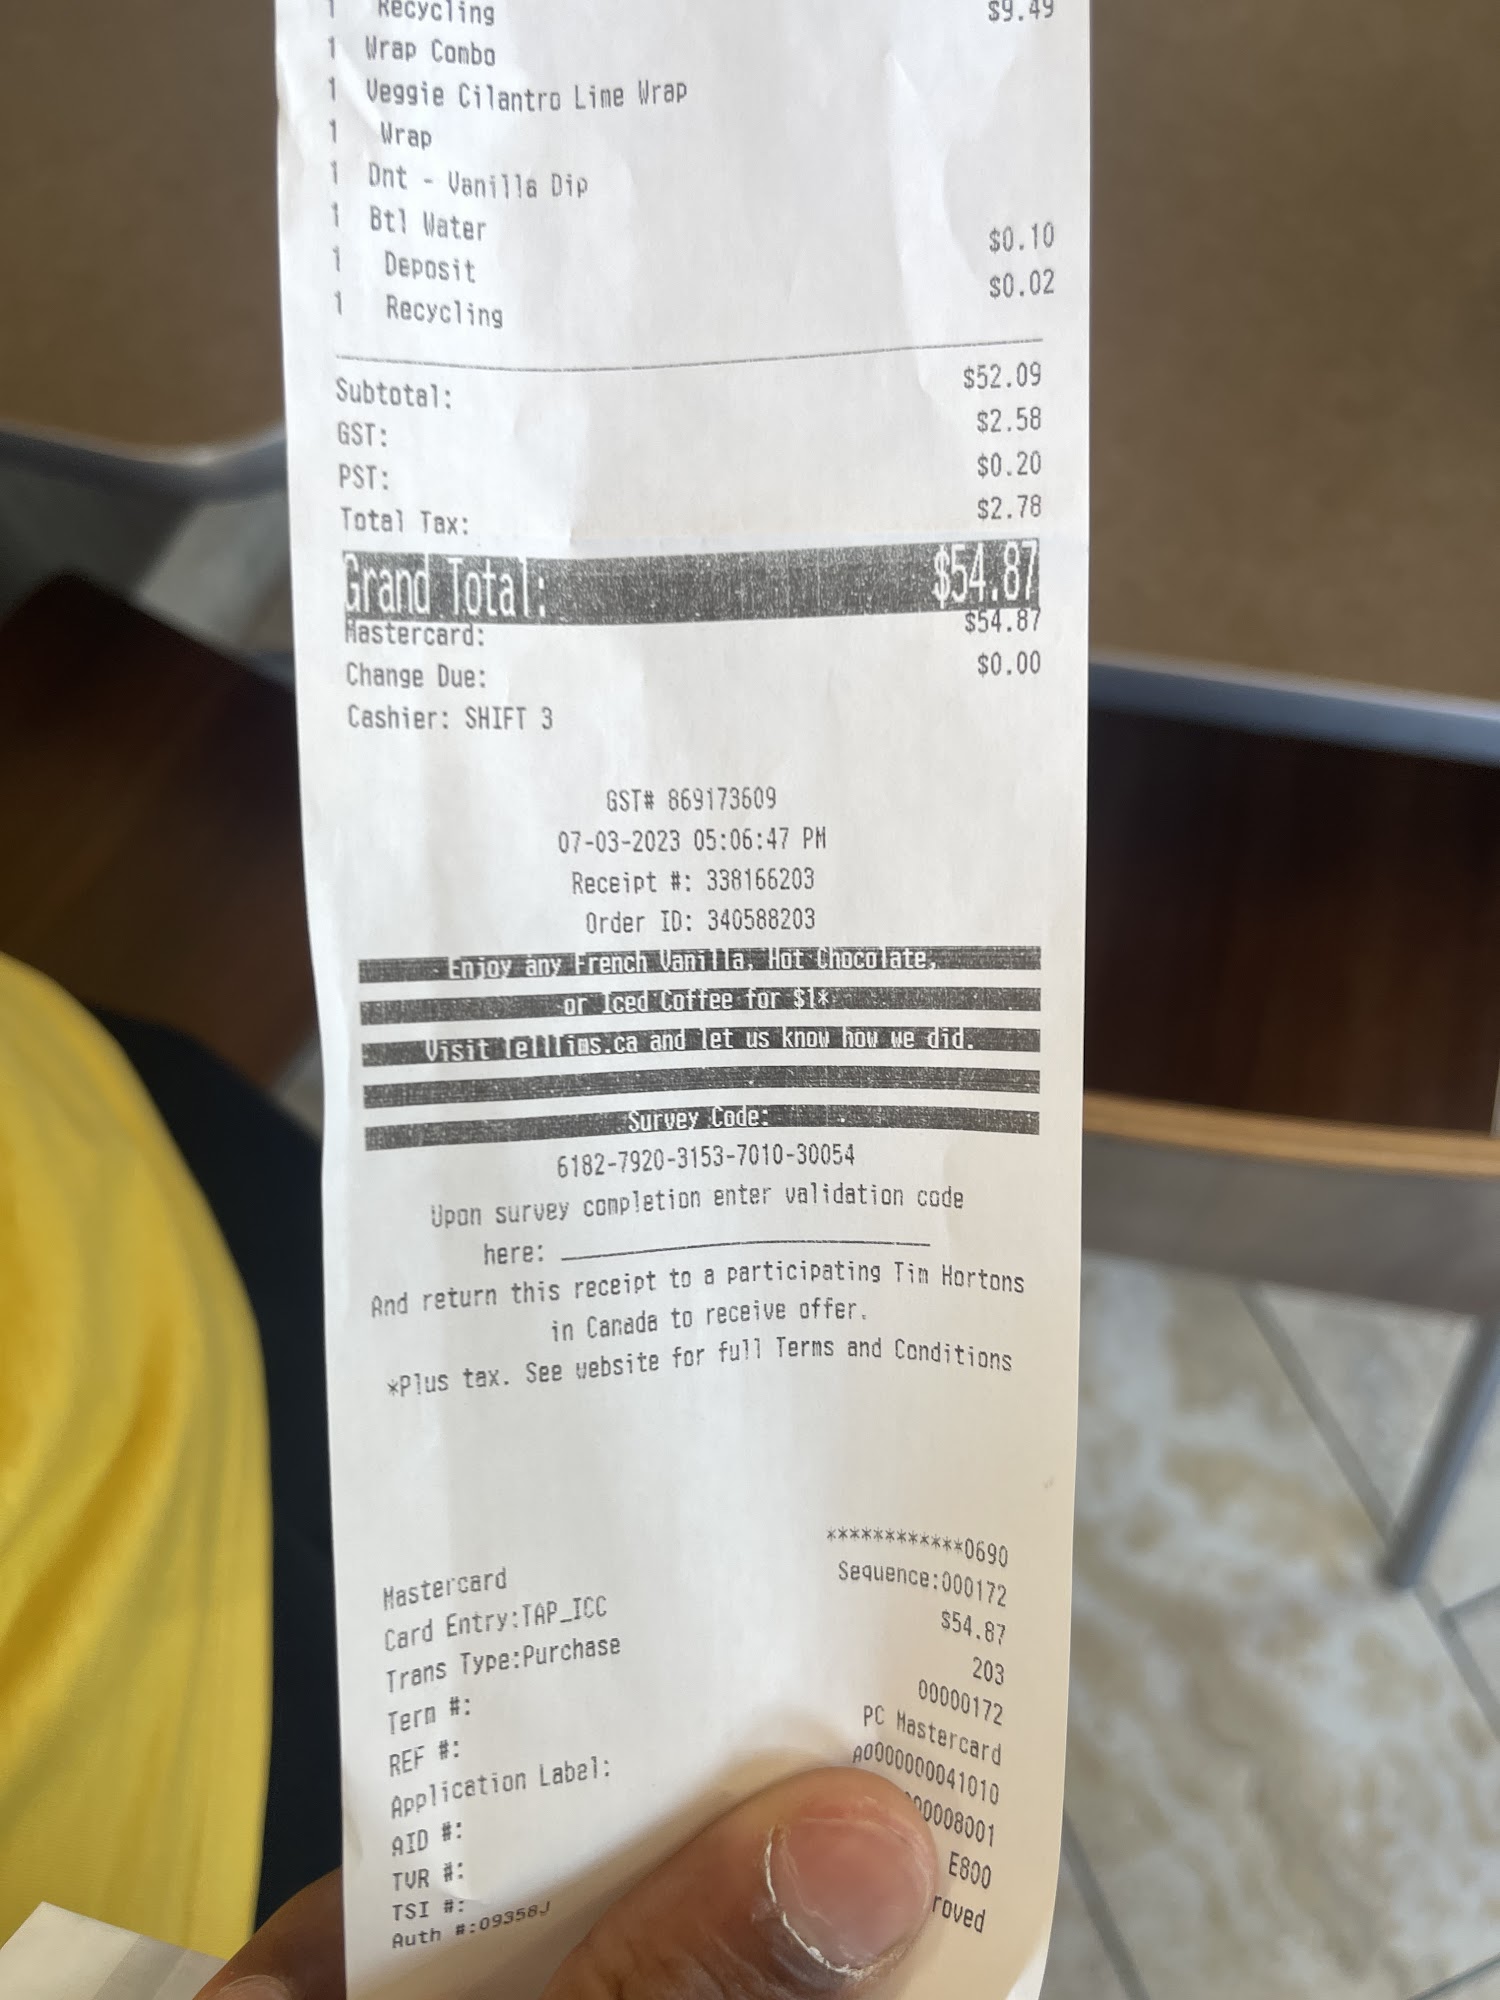 1 Recycling
1 Wrap Combo $9.49
1 Veggie Cilantro Lime Wrap
1 Wrap
1 Dnt - Vanilla Dip
1 Btl Water
1 Deposit $0.10
1 Recycling $0.02
Subtotal: $52.09
GST: $2.58
PST: $0.20
Total Tax: $2.78
Grand Total: $54.87
Mastercard: $54.87
Change Due: $0.00
Cashier: SHIFT 3
GST# 869173609
07-03-2023 05:06:47 PM
Receipt #: 338166203
Order ID: 340588203
Enjoy any French Vanilla, Hot Chocolate,
or Iced Coffee for $1*
Visit TellTims.ca and let us know how we did.
Survey Code:
6182-7920-3153-7010-30054
Upon survey completion enter validation code
here:
And return this receipt to a participating Tim Hortons
in Canada to receive offer.
*Plus tax. See website for full Terms and Conditions
Mastercard ************0690
Card Entry:TAP_ICC Sequence:000172
Trans Type:Purchase $54.87
Term #: 203
REF #: 00000172
Application Label: PC Mastercard
AID #: A0000000041010
TVR #: 00008001
TSI #: E800
Auth #:09358J roved